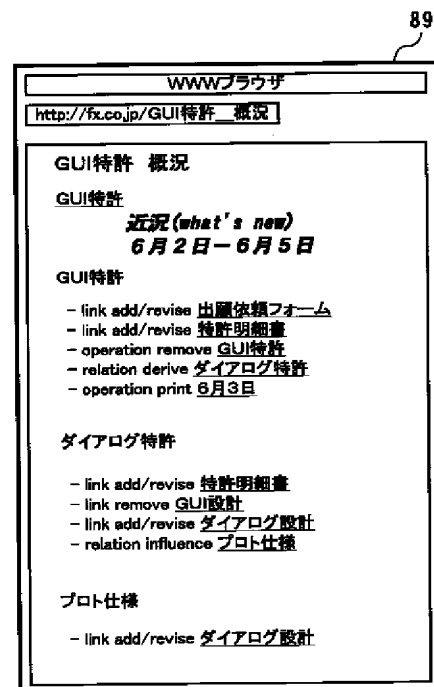 89
WWWブラウザ
http://fx.co.jp/GUI特許__概況
GUI特許 概況
GUI特許
近況(what's new)
6月2日－6月5日
GUI特許
- link add/revise 出願依頼フォーム
- link add/revise 特許明細書
- operation remove GUI特許
- relation derive ダイアログ特許
- operation print 6月3日
ダイアログ特許
- link add/revise 特許明細書
- link remove GUI設計
- link add/revise ダイアログ設計
- relation influence プロト仕様
プロト仕様
- link add/revise ダイアログ設計